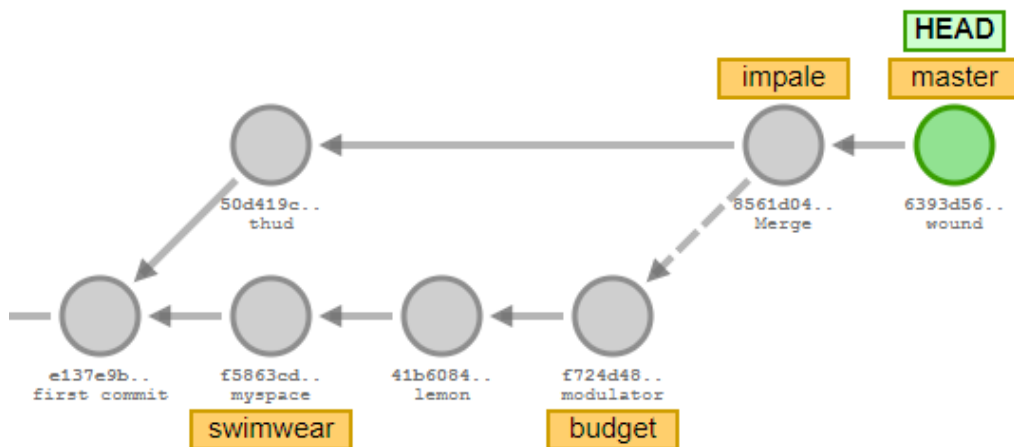 HEAD
impale
master
50d419c..
thud
8561d04..
Merge
6393d56..
wound
e137e9b..
first commit
f5863cd..
myspace
41b6084..
lemon
f724d48..
modulator
swimwear
budget